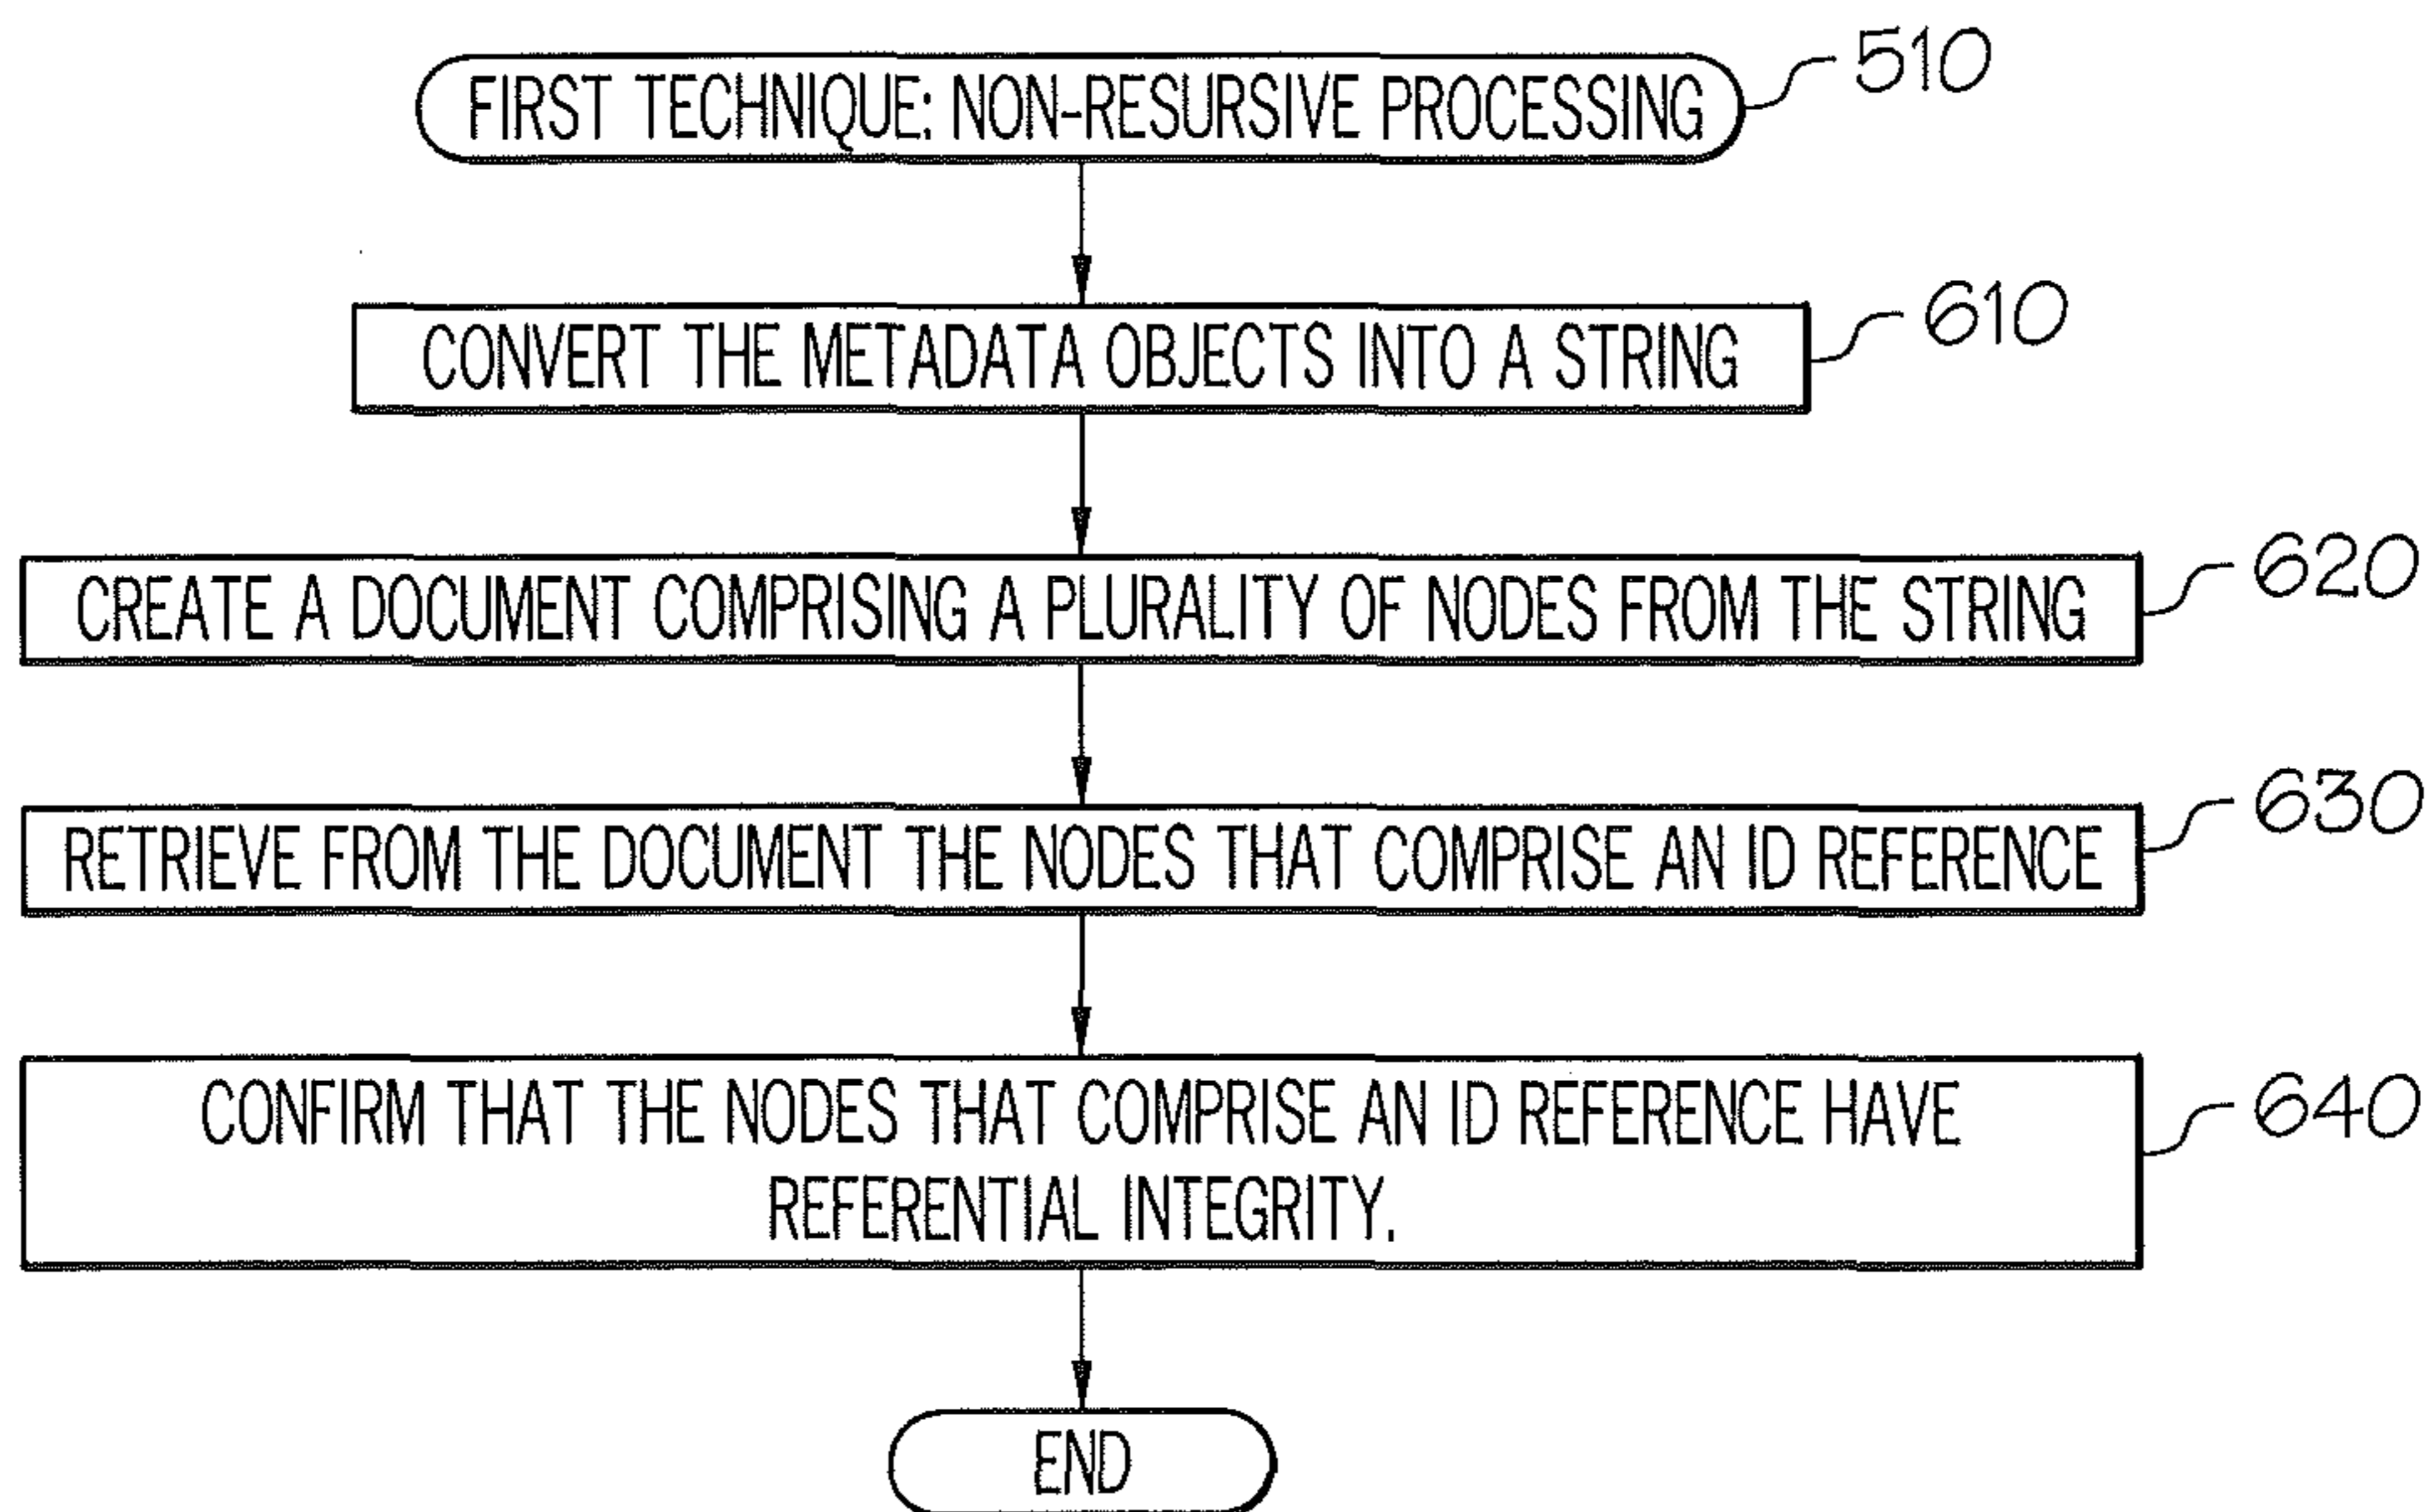 FIRST TECHNIQUE: NON-RESURSIVE PROCESSING
510
CONVERT THE METADATA OBJECTS INTO A STRING
610
CREATE A DOCUMENT COMPRISING A PLURALITY OF NODES FROM THE STRING
620
RETRIEVE FROM THE DOCUMENT THE NODES THAT COMPRISE AN ID REFERENCE
630
CONFIRM THAT THE NODES THAT COMPRISE AN ID REFERENCE HAVE
REFERENTIAL INTEGRITY.
640
END